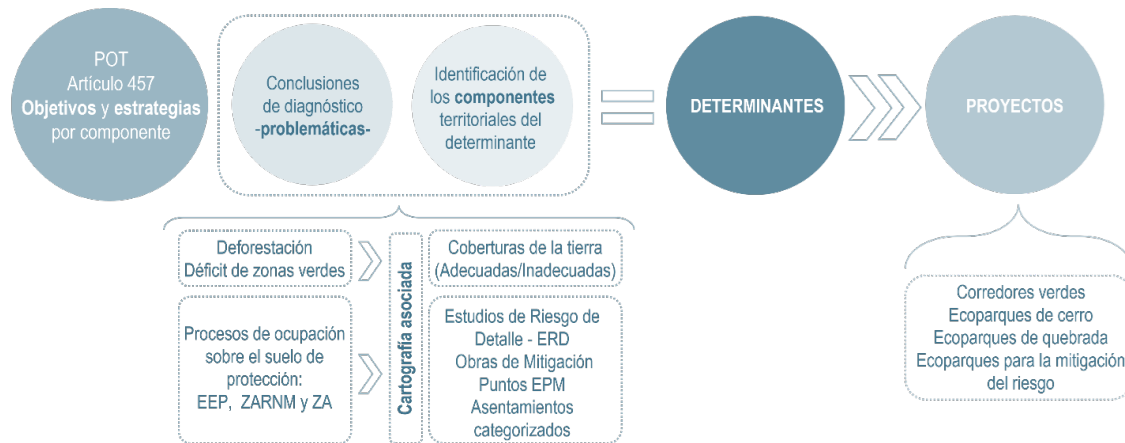 POT
Artículo 457
Objetivos y estrategias
por componente
Conclusiones
de diagnóstico
-problemáticas-
Identificación de
los componentes
territoriales del
determinante
DETERMINANTES
PROYECTOS
Deforestación
Déficit de zonas verdes
Procesos de ocupación
sobre el suelo de
protección:
EEP, ZARNM y ZA
Cartografía asociada
Coberturas de la tierra
(Adecuadas/Inadecuadas)
Estudios de Riesgo de
Detalle - ERD
Obras de Mitigación
Puntos EPM
Asentamientos
categorizados
Corredores verdes
Ecoparques de cerro
Ecoparques de quebrada
Ecoparques para la mitigación
del riesgo